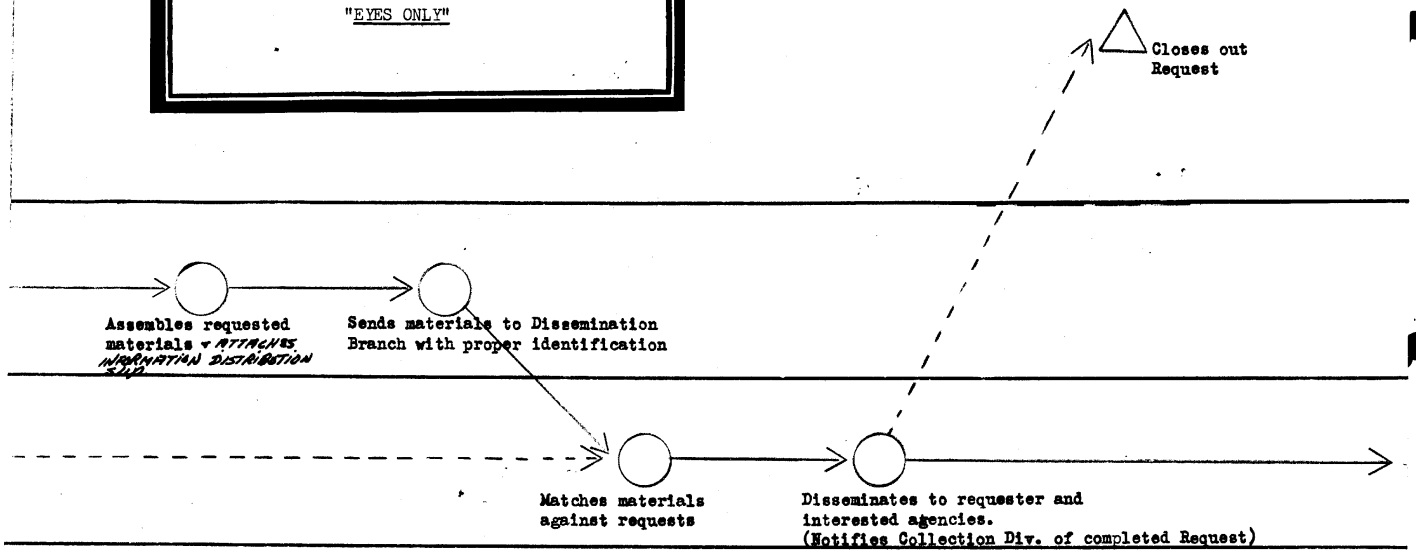 "EYES ONLY"
Closes out
Request
Assembles requested
materials + ATTACHES
INFORMATION DISTRIBUTION
SLIP
Sends materials to Dissemination
Branch with proper identification
Matches materials
against requests
Disseminates to requester and
interested agencies.
(Notifies Collection Div. of completed Request)